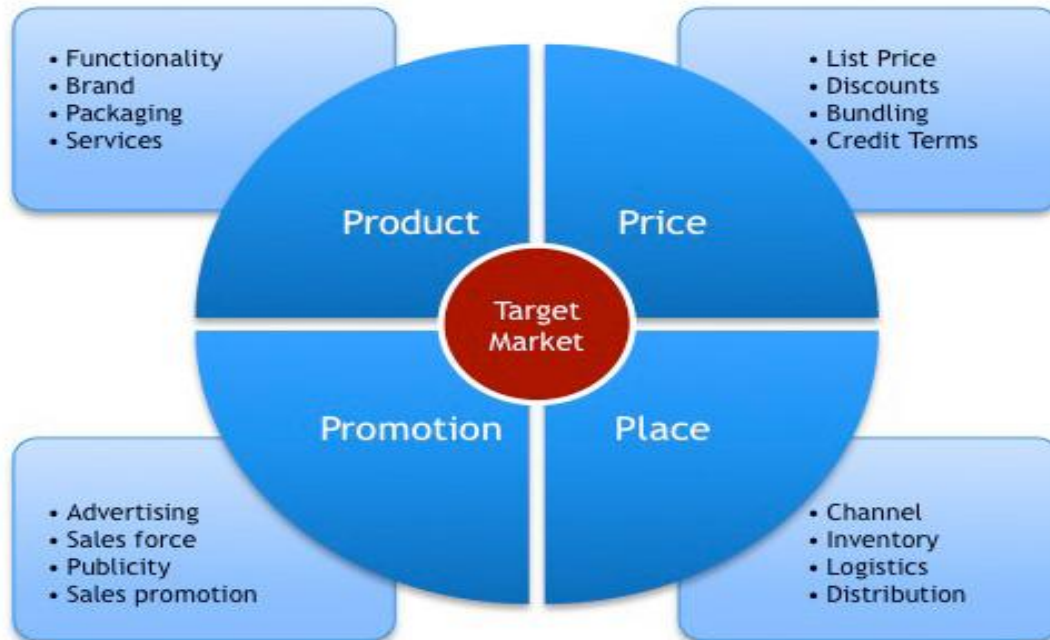 • Functionality
• Brand
• Packaging
• Services
• List Price
• Discounts
• Bundling
• Credit Terms
Product
Price
Target
Market
Promotion
Place
• Advertising
• Sales force
• Publicity
• Sales promotion
• Channel
• Inventory
• Logistics
• Distribution